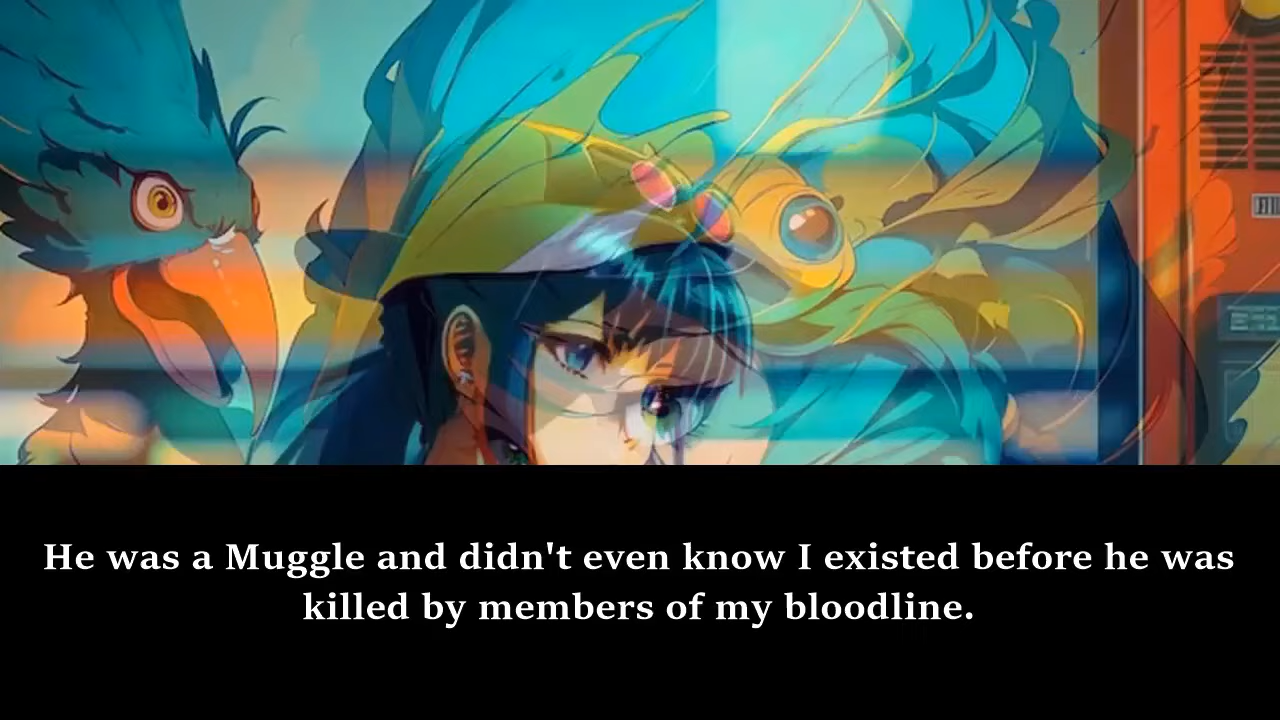 He was a Muggle and didn't even know I existed before he was
killed by members of my bloodline.